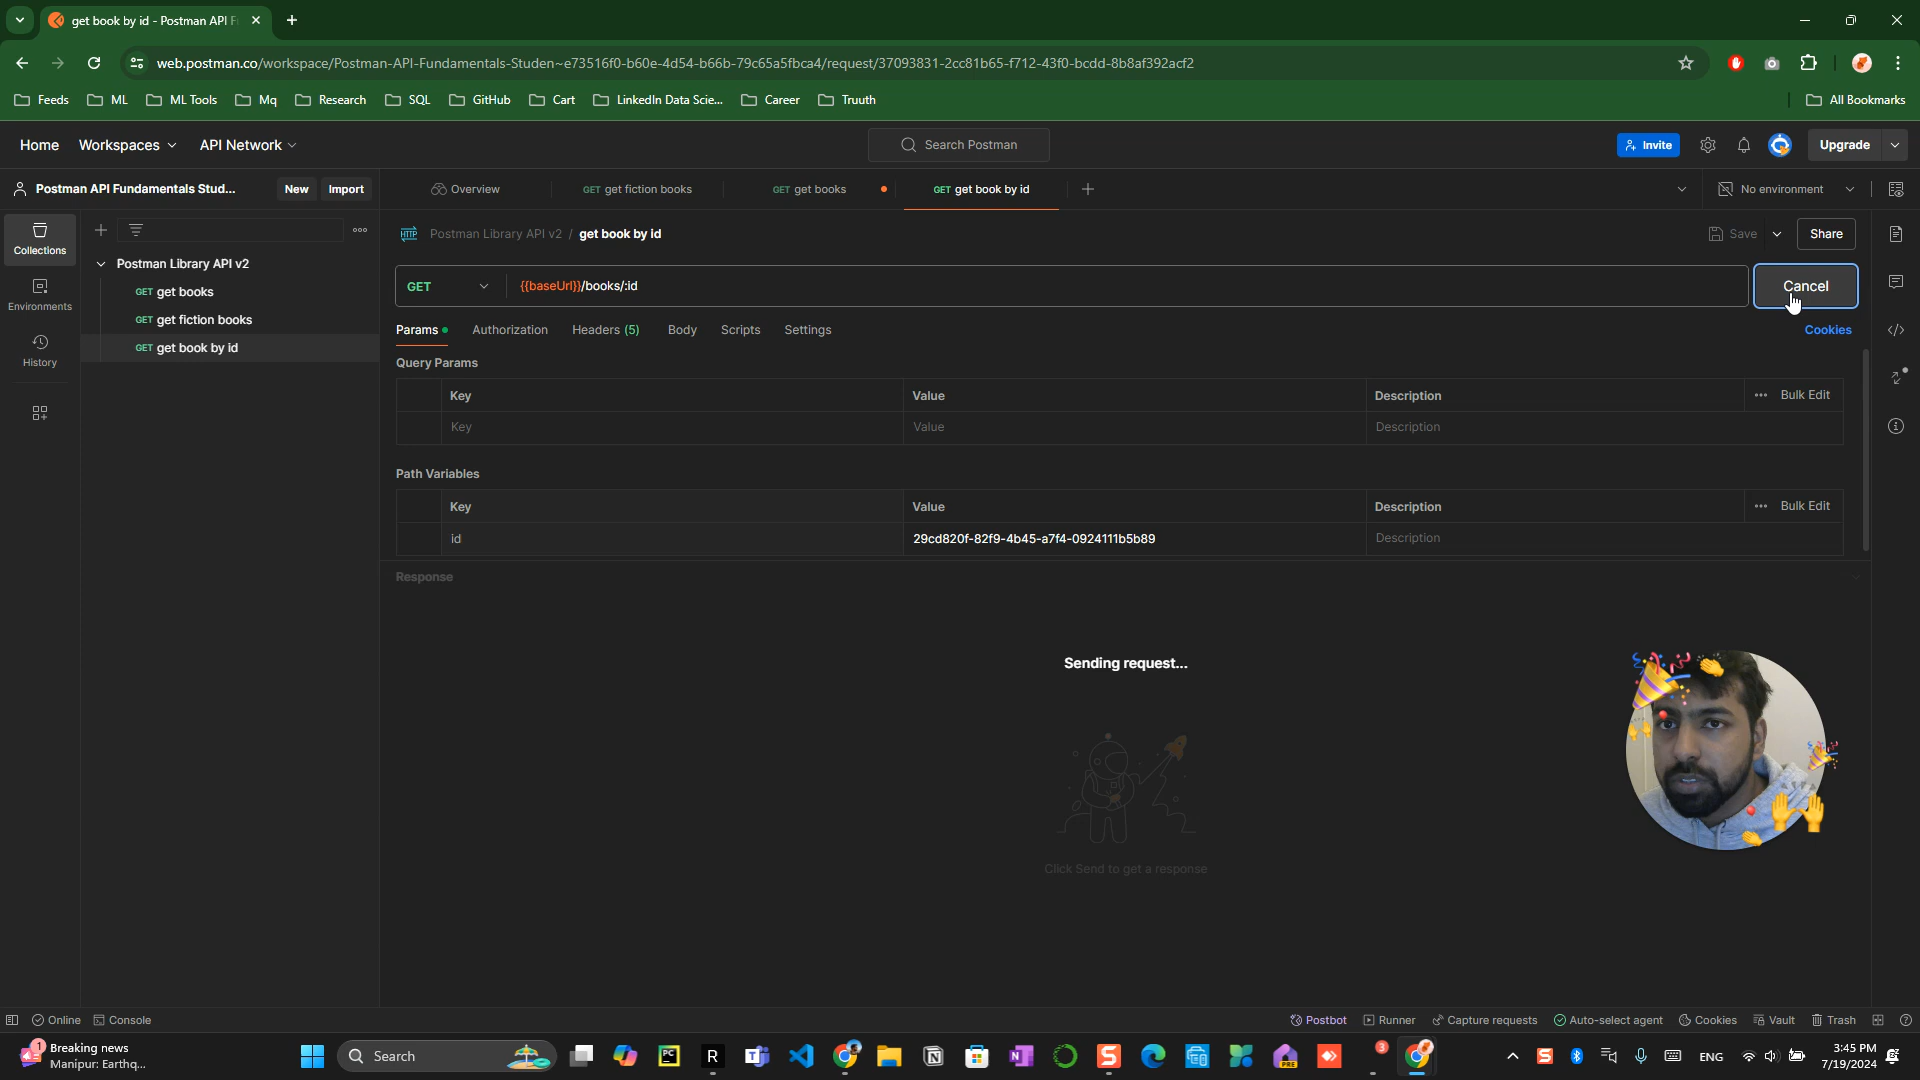 get book by id - Postman API F
web.postman.co/workspace/Postman-API-Fundamentals-Studen~e73516f0-b60e-4d54-b66b-79c65a5fbca4/request/37093831-2cc81b65-f712-43f0-bcdd-8b8af392acf2
Feeds ML ML Tools Mq Research SQL GitHub Cart LinkedIn Data Scie... Career Truuth All Bookmarks
Home Workspaces API Network Search Postman Invite Upgrade
Postman API Fundamentals Stud... New Import Overview GET get fiction books GET get books GET get book by id No environment
Collections
Environments
History
Postman Library API v2
GET get books
GET get fiction books
GET get book by id
HTTP Postman Library API v2 / get book by id Save Share
GET {{baseUrl}}/books/:id Cancel
Params Authorization Headers (5) Body Scripts Settings Cookies
Query Params
Key Value Description Bulk Edit
Key Value Description
Path Variables
Key Value Description Bulk Edit
id 29cd820f-82f9-4b45-a7f4-0924111b5b89 Description
Response
Sending request...
Click Send to get a response
Online Console Postbot Runner Capture requests Auto-select agent Cookies Vault Trash
1 Breaking news
Manipur: Earthq...
Search
PC
R
N
N
S
PRE
3
S
ENG
3:45 PM
7/19/2024